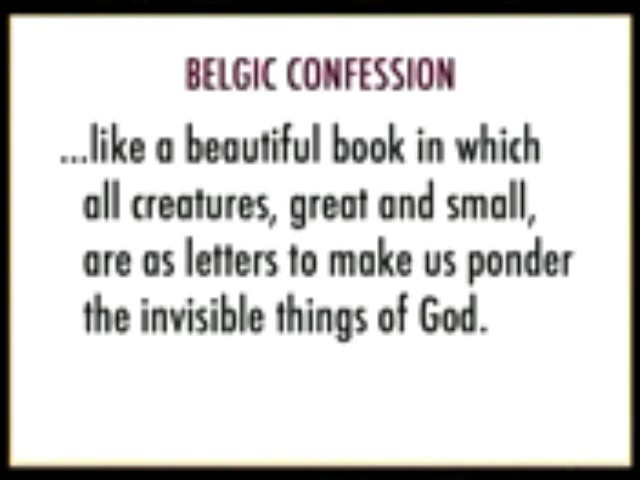 BELGIC CONFESSION
...like a beautiful book in which
all creatures, great and small,
are as letters to make us ponder
the invisible things of God.